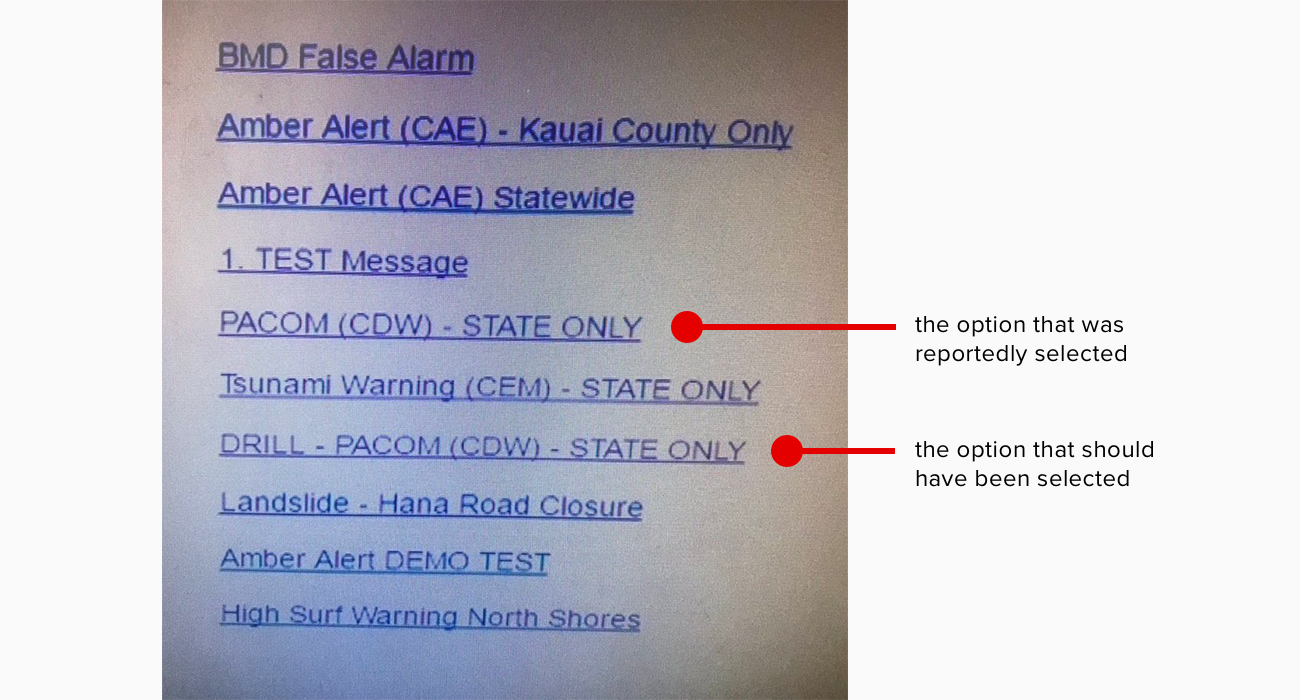 BMD False Alarm
Amber Alert (CAE) - Kauai County Only
Amber Alert (CAE) Statewide
1. TEST Message
PACOM (CDW) - STATE ONLY
the option that was
reportedly selected
Tsunami Warning (CEM) - STATE ONLY
DRILL - PACOM (CDW) - STATE ONLY
the option that should
have been selected
Landslide - Hana Road Closure
Amber Alert DEMO TEST
High Surf Warning North Shores